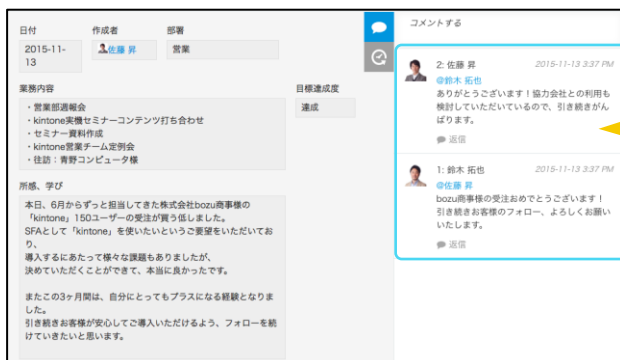 日付
作成者
部署
2015-11-13
佐藤 昇
営業
業務内容
目標達成度
・営業部週報会
・kintone実機セミナーコンテンツ打ち合わせ
・セミナー資料作成
・kintone営業チーム定例会
・往訪：青野コンピュータ様
達成
所感、学び
本日、6月からずっと担当してきた株式会社bozu商事様の
「kintone」150ユーザーの受注が買う低しました。
SFAとして「kintone」を使いたいというご要望をいただいてお
り、
導入するにあたって様々な課題もありましたが、
決めていただくことができて、本当に良かったです。
またこの3ヶ月間は、自分にとってもプラスになる経験となりま
した。
引き続きお客様が安心してご導入いただけるよう、フォローを続
けていきたいと思います。
コメントする
2: 佐藤 昇 2015-11-13 3:37 PM
@鈴木 拓也
ありがとうございます！協力会社との利用も
検討していただいているので、引き続きがん
ばります。
返信
1: 鈴木 拓也 2015-11-13 3:37 PM
@佐藤 昇
bozu商事様の受注おめでとうございます！
引き続きお客様のフォロー、よろしくお願い
いたします。
返信